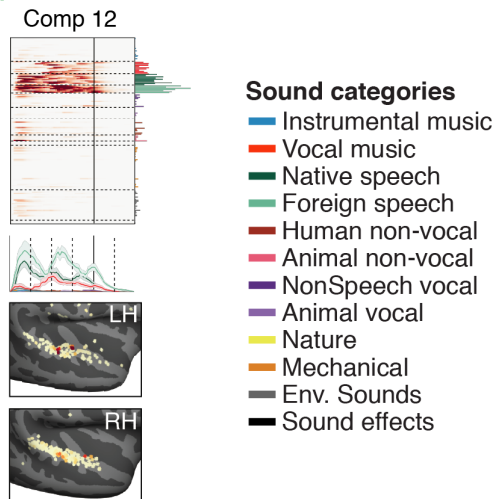 Comp 12
LH
RH
Sound categories
Instrumental music
Vocal music
Native speech
Foreign speech
Human non-vocal
Animal non-vocal
NonSpeech vocal
Animal vocal
Nature
Mechanical
Env. Sounds
Sound effects